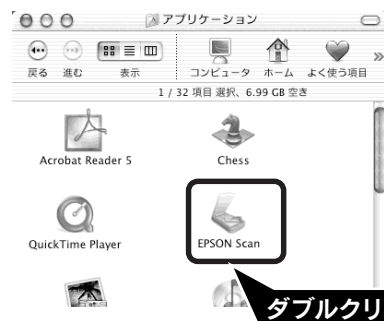 アプリケーション
戻る 進む 表示 コンピュータ ホーム よく使う項目
1 / 32 項目 選択、6.99 GB 空き
Acrobat Reader 5 Chess
QuickTime Player EPSON Scan
ダブルクリ